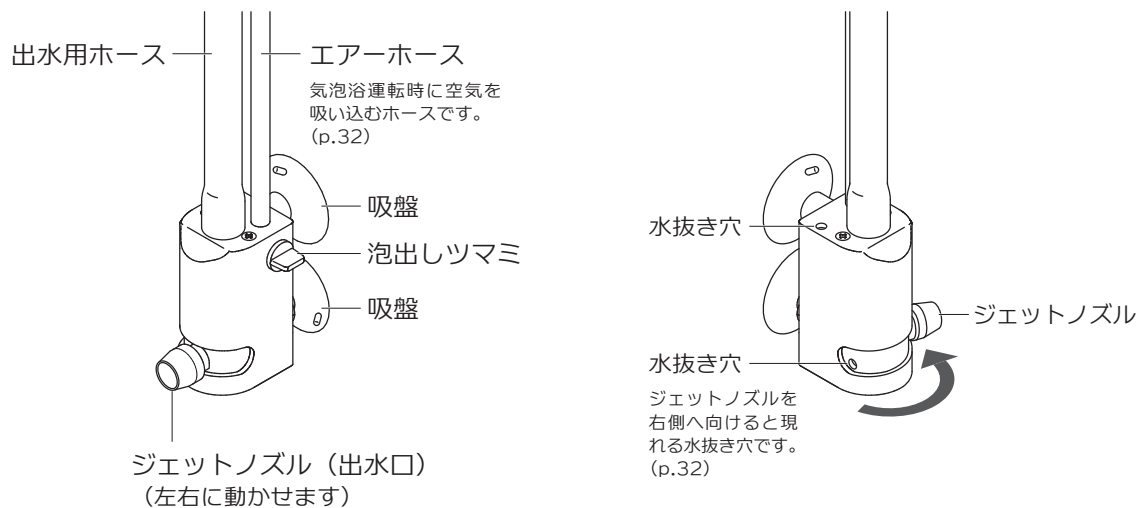 出水用ホース
エアーホース
気泡浴運転時に空気を
吸い込むホースです。
(p.32)
吸盤
泡出しツマミ
吸盤
ジェットノズル（出水口）
（左右に動かせます）
水抜き穴
ジェットノズル
水抜き穴
ジェットノズルを
右側へ向けると現
れる水抜き穴です。
(p.32)